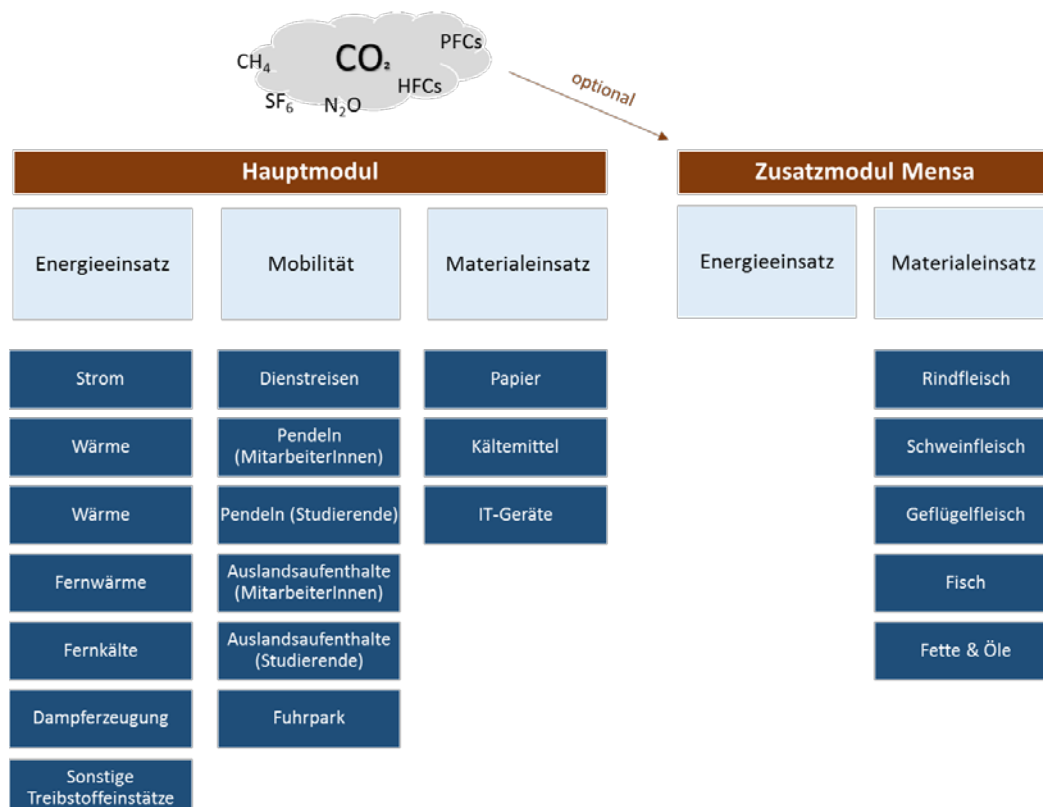 PFCs
CO₂
CH₄
HFCs
SF₆
N₂O
optional
Hauptmodul
Zusatzmodul Mensa
Energieeinsatz
Mobilität
Materialeinsatz
Energieeinsatz
Materialeinsatz
Strom
Dienstreisen
Papier
Rindfleisch
Wärme
Pendeln
(MitarbeiterInnen)
Kältemittel
Schweinfleisch
Wärme
Pendeln (Studierende)
IT-Geräte
Geflügelfleisch
Fernwärme
Auslandsaufenthalte
(MitarbeiterInnen)
Fisch
Fernkälte
Auslandsaufenthalte
(Studierende)
Fette & Öle
Dampferzeugung
Fuhrpark
Sonstige
Treibstoffeinstätze